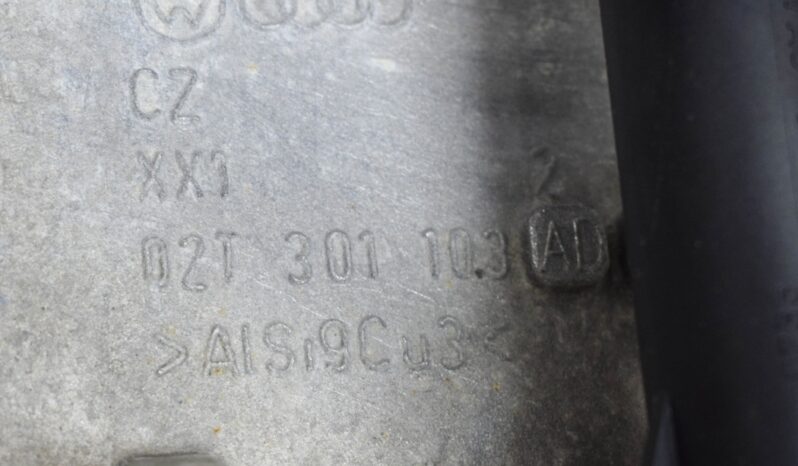 CZ
XX1 2
02T 301 103 AD
>AlSi9Cu3<